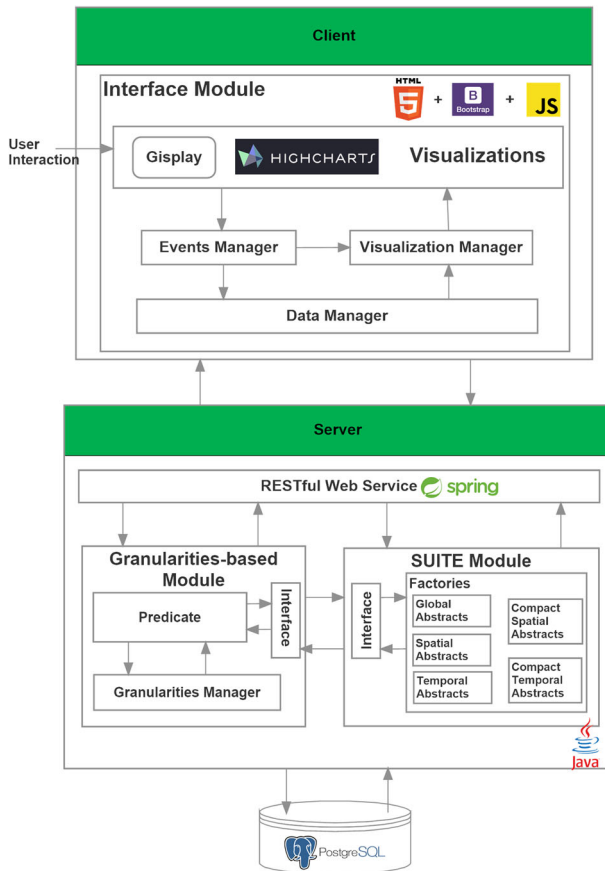 Client
Interface Module
HTML
5
+
B
Bootstrap
+
JS
User
Interaction
Gisplay
HIGHCHARTS
Visualizations
Events Manager
Visualization Manager
Data Manager
Server
RESTful Web Service
spring
Granularities-based
Module
Predicate
Granularities Manager
Interface
SUITE Module
Interface
Factories
Global
Abstracts
Spatial
Abstracts
Temporal
Abstracts
Compact
Spatial
Abstracts
Compact
Temporal
Abstracts
Java
PostgreSQL